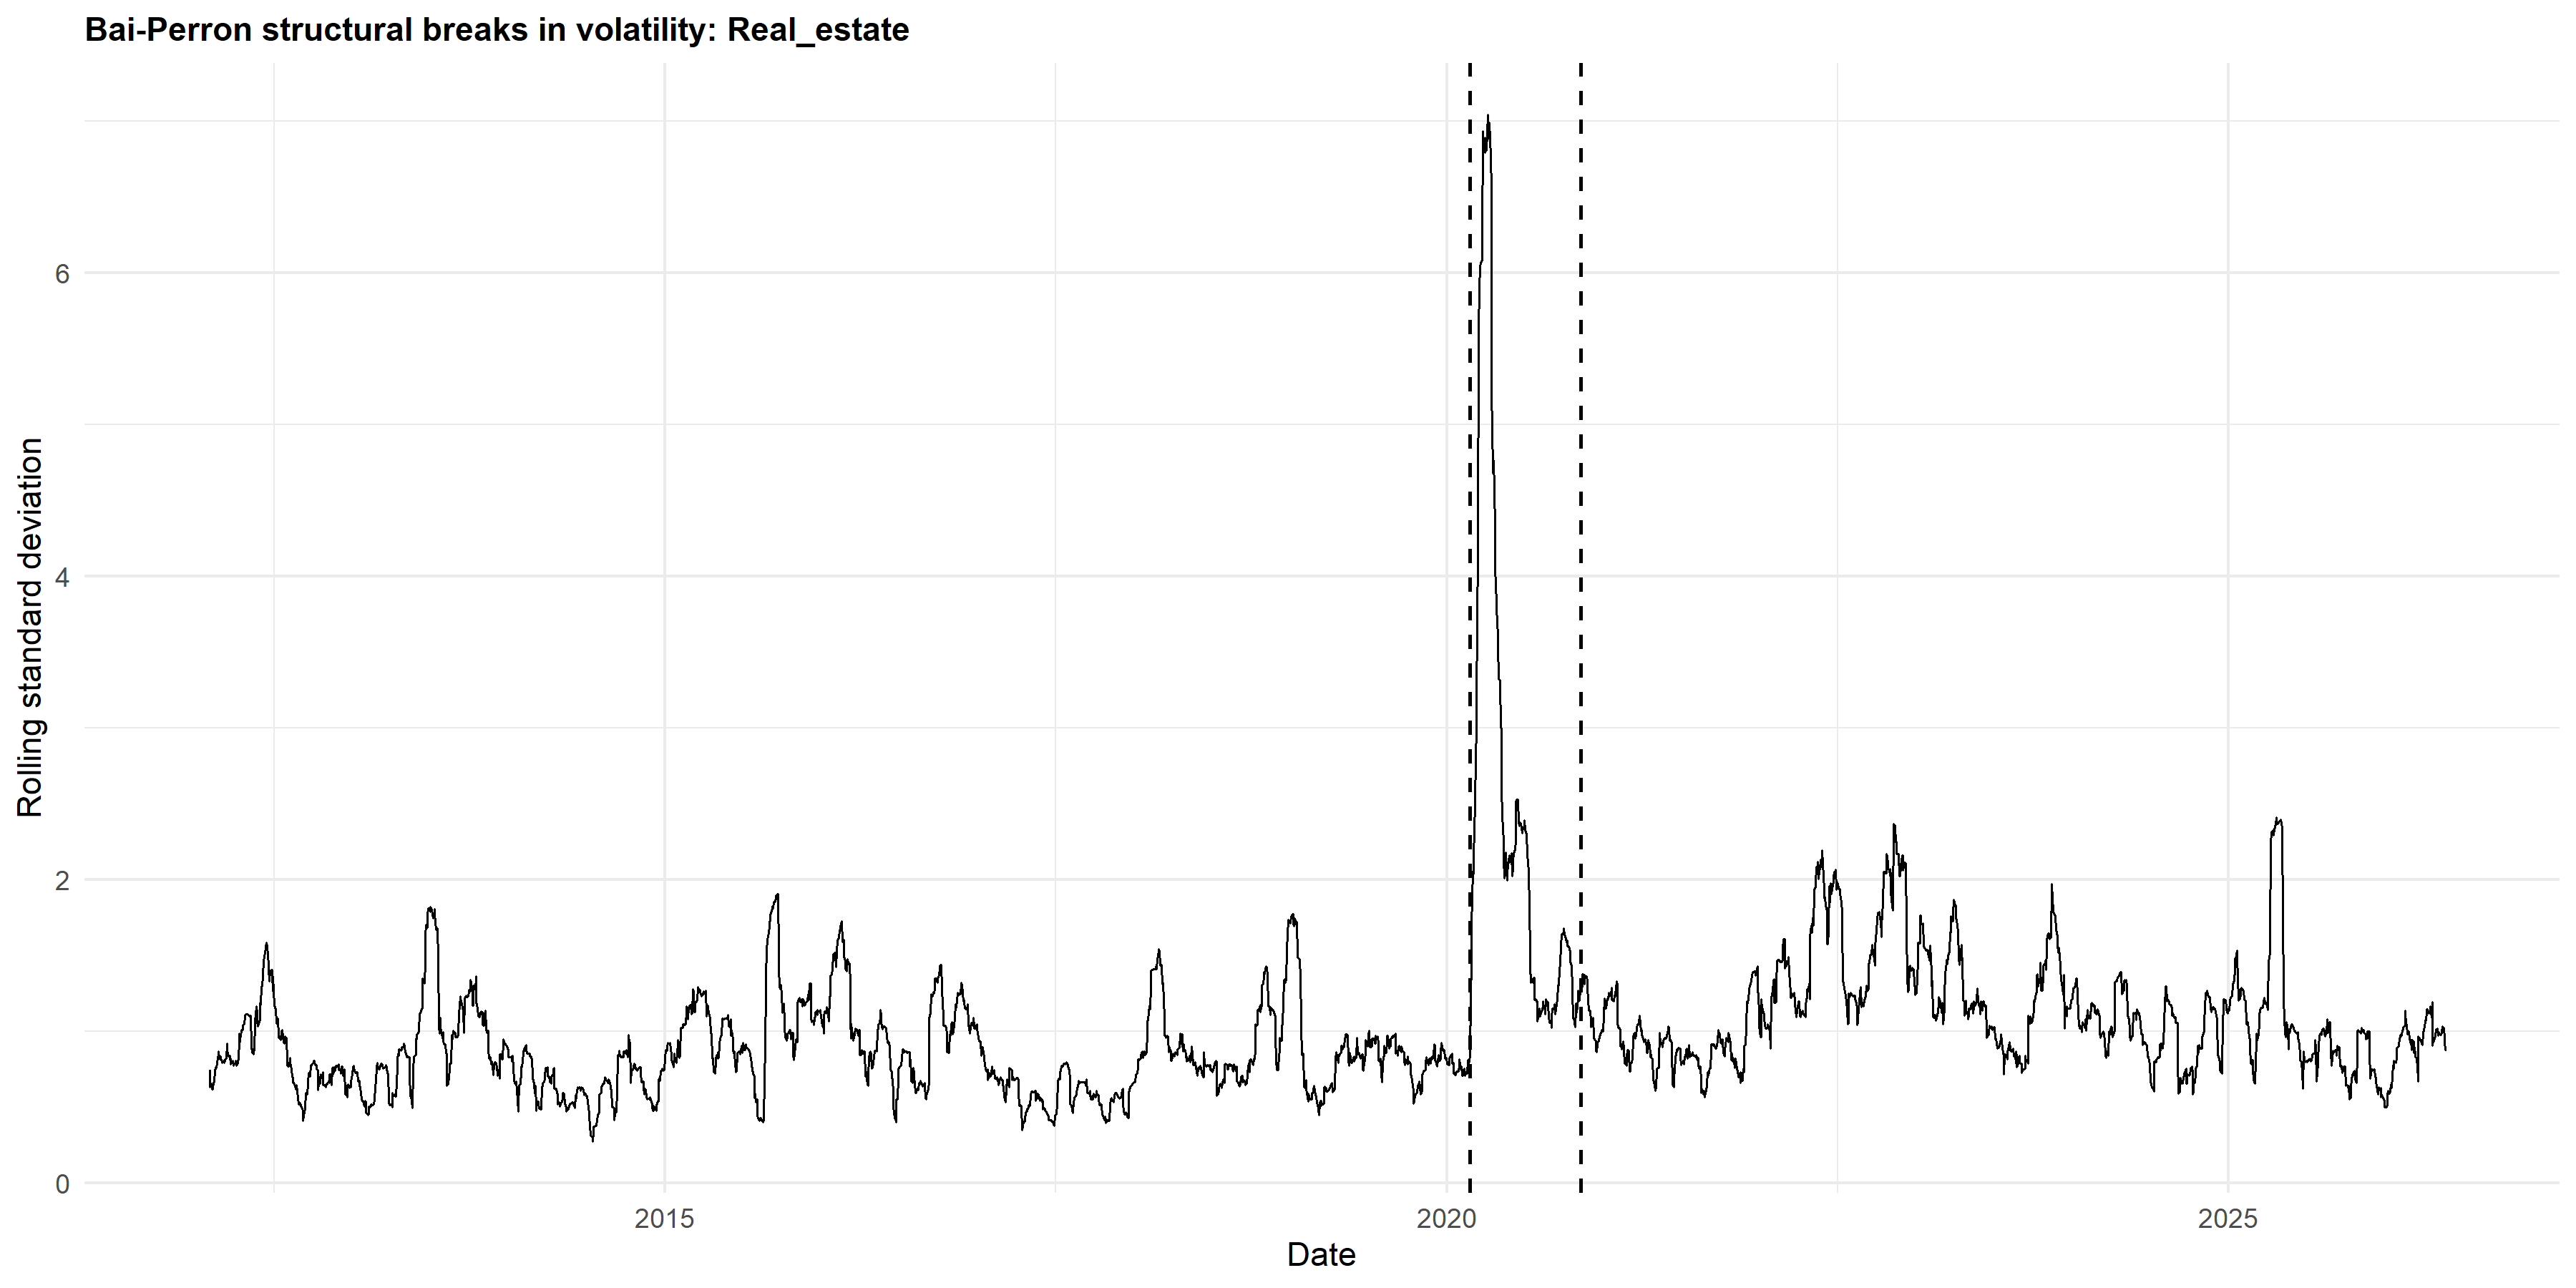 Bai-Perron structural breaks in volatility: Real_estate
Rolling standard deviation
6
4
2
0
2015
2020
2025
Date